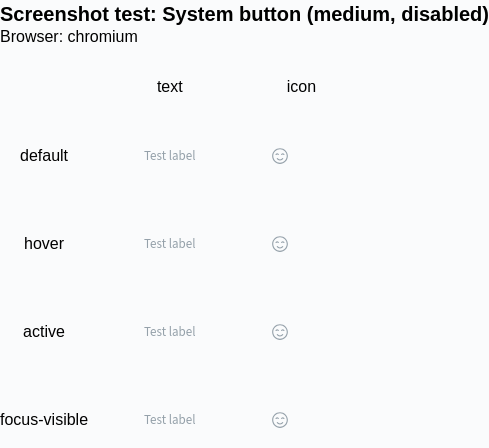 Screenshot test: System button (medium, disabled)
Browser: chromium
text icon
default Test label
hover Test label
active Test label
focus-visible Test label